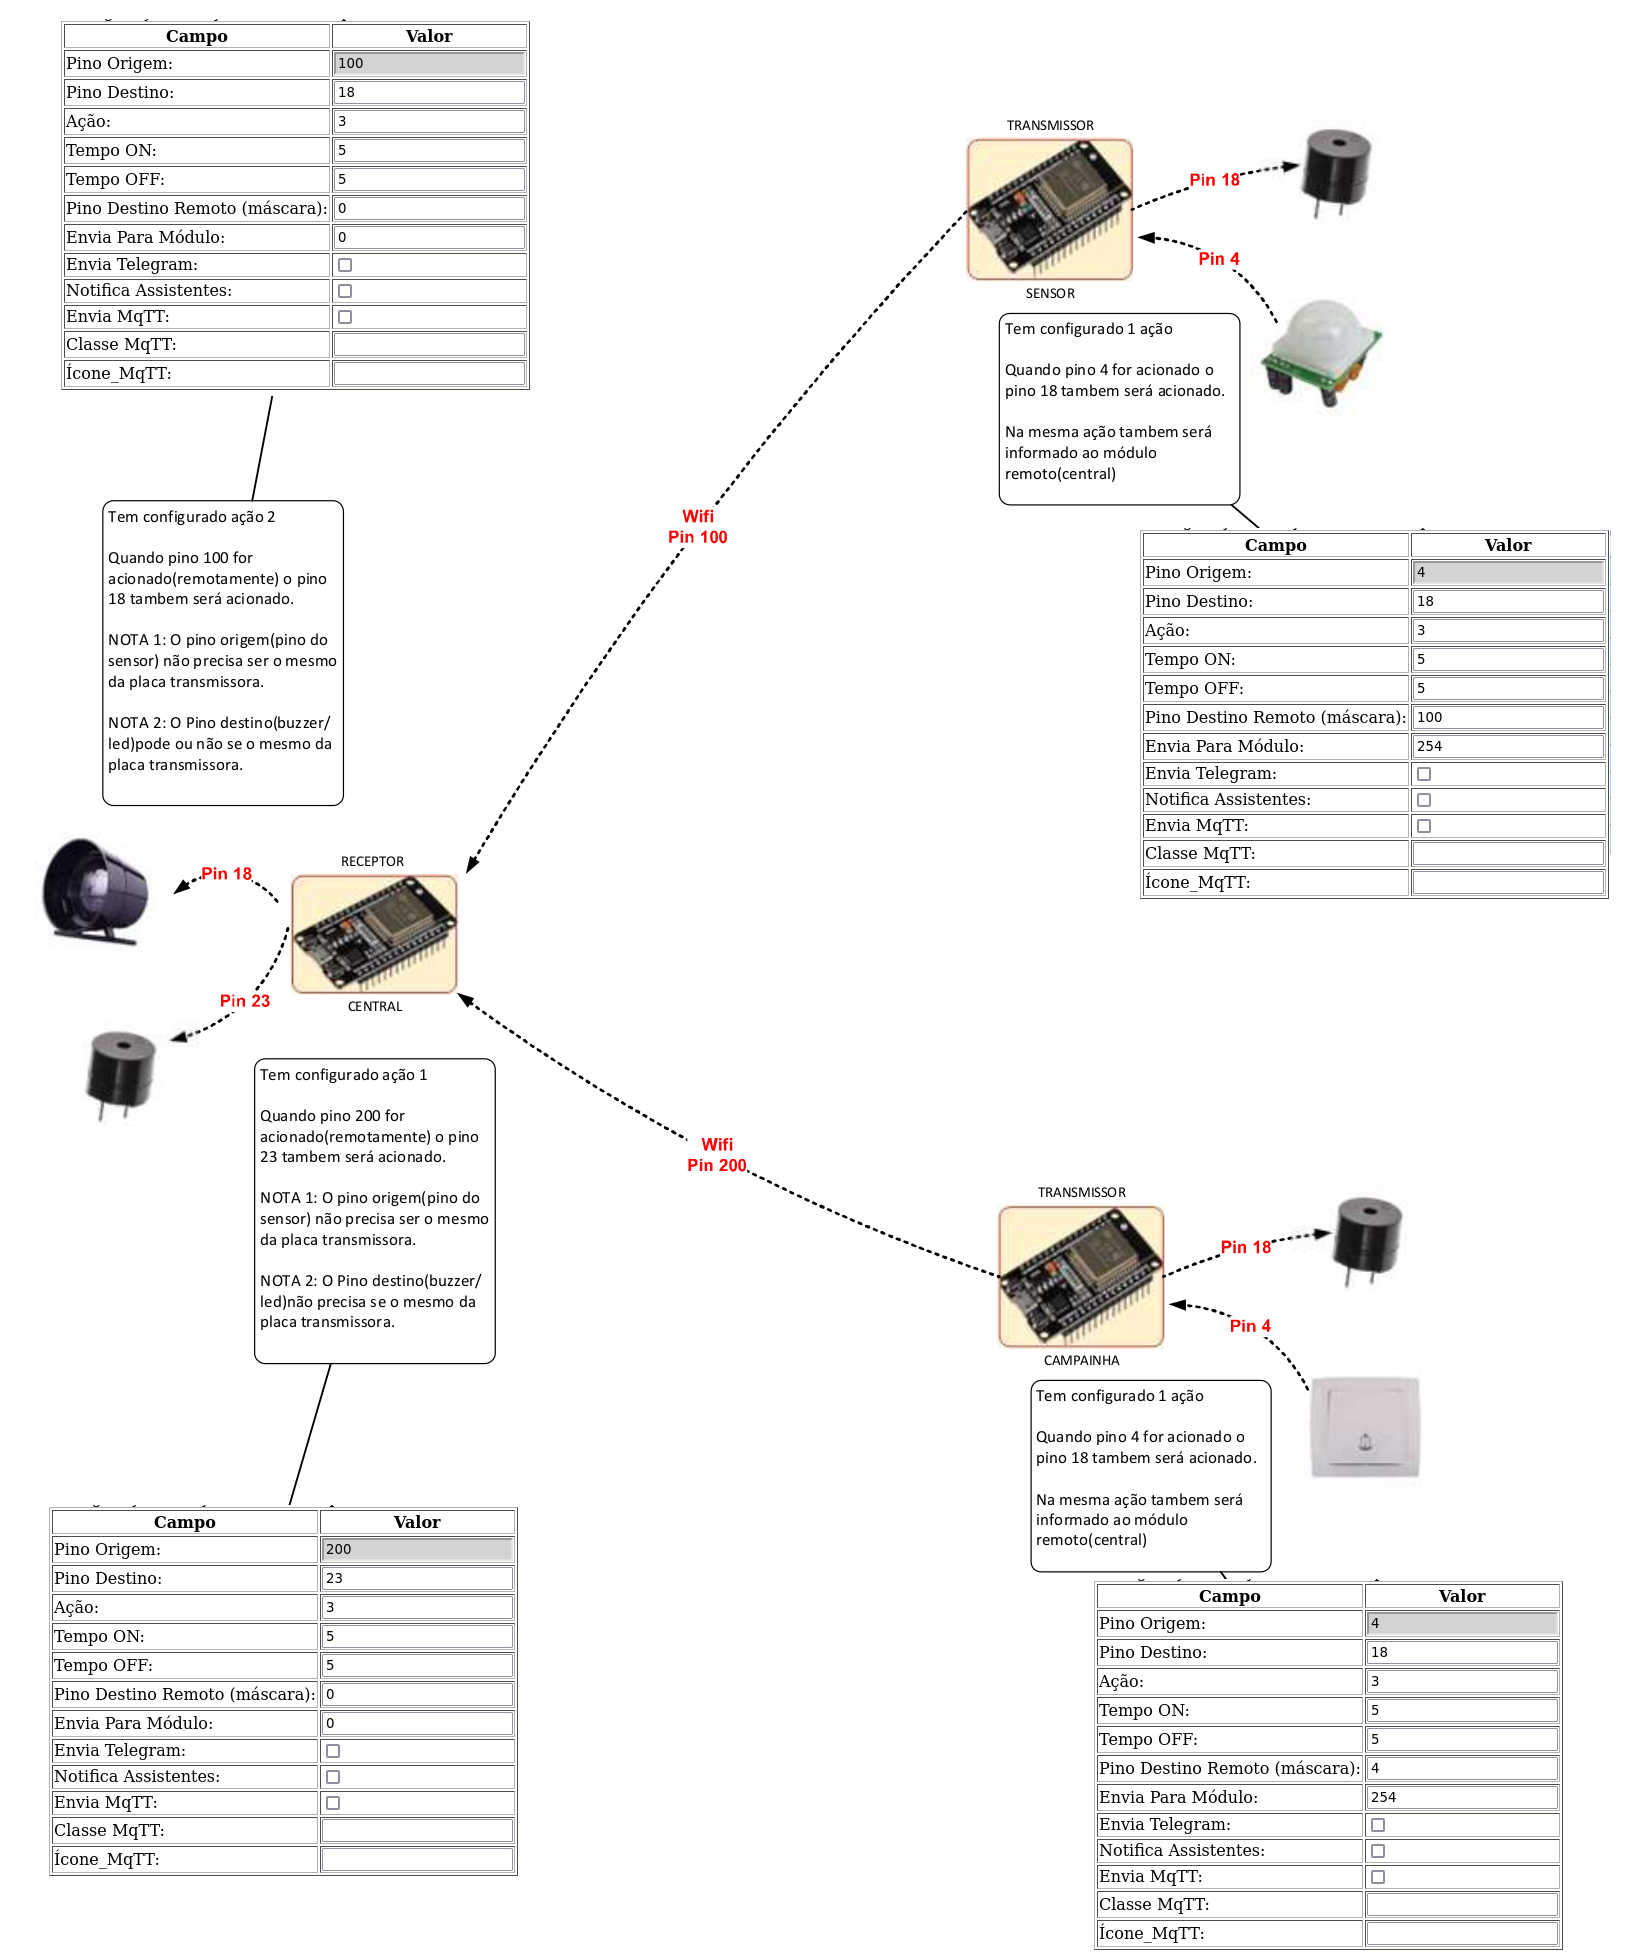 Campo Valor
Pino Origem: 100
Pino Destino: 18
Ação: 3
Tempo ON: 5
Tempo OFF: 5
Pino Destino Remoto (máscara): 0
Envia Para Módulo: 0
Envia Telegram:
Notifica Assistentes:
Envia MqTT:
Classe MqTT:
Ícone_MqTT:
TRANSMISSOR
Pin 18
Pin 4
SENSOR
Tem configurado 1 ação
Quando pino 4 for acionado o
pino 18 tambem será acionado.
Na mesma ação tambem será
informado ao módulo
remoto(central)
Wifi
Pin 100
Tem configurado ação 2
Quando pino 100 for
acionado(remotamente) o pino
18 tambem será acionado.
NOTA 1: O pino origem(pino do
sensor) não precisa ser o mesmo
da placa transmissora.
NOTA 2: O Pino destino(buzzer/
led)pode ou não se o mesmo da
placa transmissora.
Campo Valor
Pino Origem: 4
Pino Destino: 18
Ação: 3
Tempo ON: 5
Tempo OFF: 5
Pino Destino Remoto (máscara): 100
Envia Para Módulo: 254
Envia Telegram:
Notifica Assistentes:
Envia MqTT:
Classe MqTT:
Ícone_MqTT:
RECEPTOR
Pin 18
Pin 23
CENTRAL
Tem configurado ação 1
Quando pino 200 for
acionado(remotamente) o pino
23 tambem será acionado.
NOTA 1: O pino origem(pino do
sensor) não precisa ser o mesmo
da placa transmissora.
NOTA 2: O Pino destino(buzzer/
led)não precisa se o mesmo da
placa transmissora.
Wifi
Pin 200
TRANSMISSOR
Pin 18
Pin 4
CAMPAINHA
Tem configurado 1 ação
Quando pino 4 for acionado o
pino 18 tambem será acionado.
Na mesma ação tambem será
informado ao módulo
remoto(central)
Campo Valor
Pino Origem: 200
Pino Destino: 23
Ação: 3
Tempo ON: 5
Tempo OFF: 5
Pino Destino Remoto (máscara): 0
Envia Para Módulo: 0
Envia Telegram:
Notifica Assistentes:
Envia MqTT:
Classe MqTT:
Ícone_MqTT:
Campo Valor
Pino Origem: 4
Pino Destino: 18
Ação: 3
Tempo ON: 5
Tempo OFF: 5
Pino Destino Remoto (máscara): 4
Envia Para Módulo: 254
Envia Telegram:
Notifica Assistentes:
Envia MqTT:
Classe MqTT:
Ícone_MqTT: